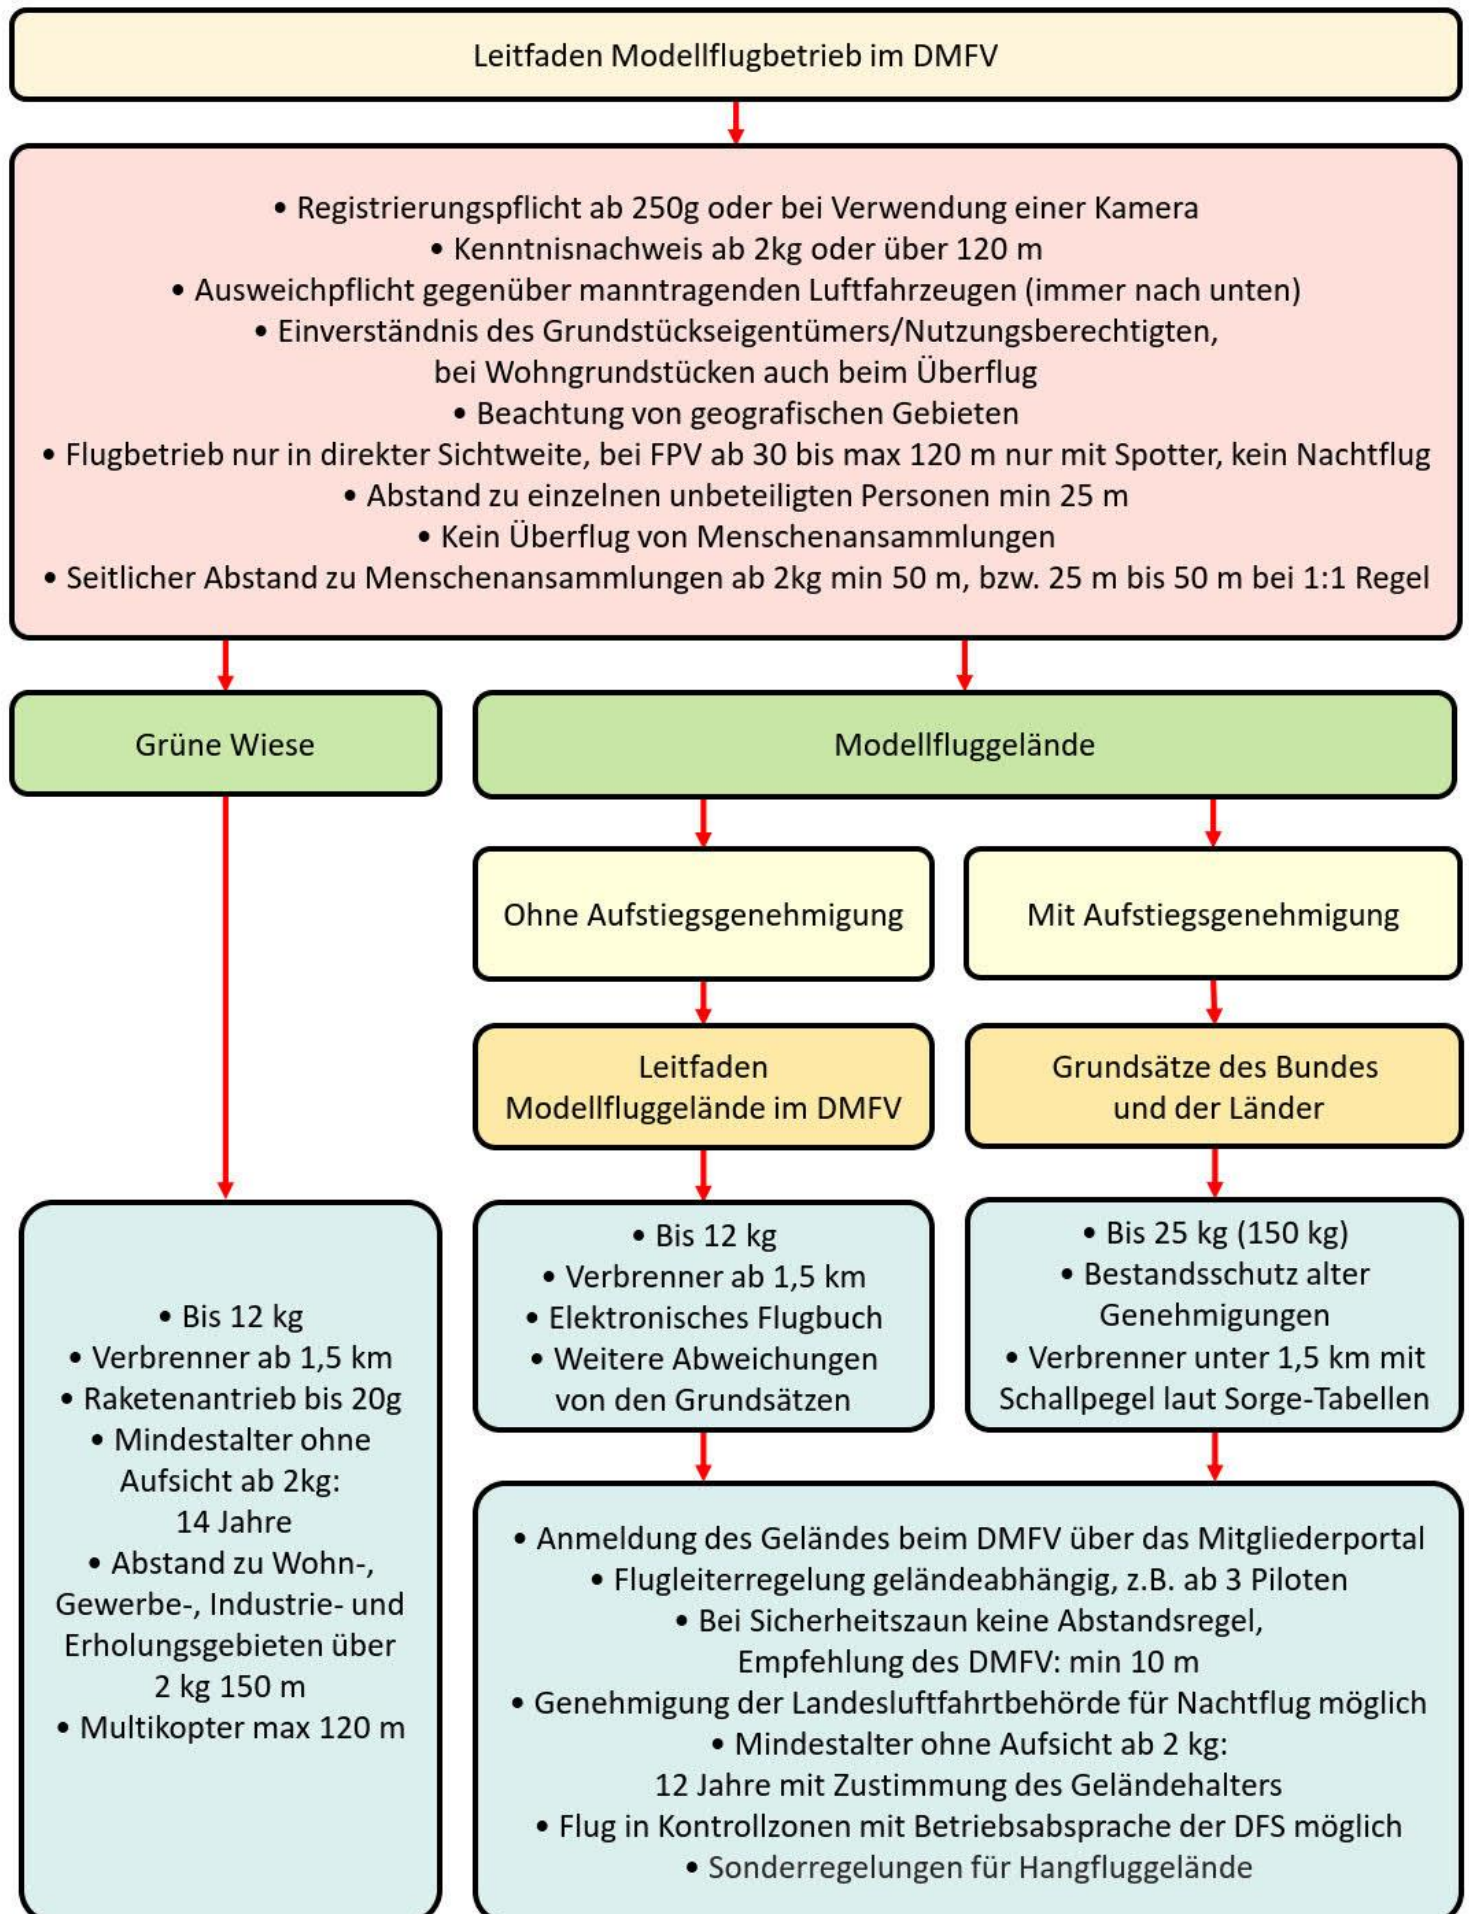 Leitfaden Modellflugbetrieb im DMFV
• Registrierungspflicht ab 250g oder bei Verwendung einer Kamera
• Kenntnisnachweis ab 2kg oder über 120 m
• Ausweichpflicht gegenüber manntragenden Luftfahrzeugen (immer nach unten)
• Einverständnis des Grundstückseigentümers/Nutzungsberechtigten,
bei Wohngrundstücken auch beim Überflug
• Beachtung von geografischen Gebieten
• Flugbetrieb nur in direkter Sichtweite, bei FPV ab 30 bis max 120 m nur mit Spotter, kein Nachtflug
• Abstand zu einzelnen unbeteiligten Personen min 25 m
• Kein Überflug von Menschenansammlungen
• Seitlicher Abstand zu Menschenansammlungen ab 2kg min 50 m, bzw. 25 m bis 50 m bei 1:1 Regel
Grüne Wiese
• Bis 12 kg
• Verbrenner ab 1,5 km
• Raketenantrieb bis 20g
• Mindestalter ohne
Aufsicht ab 2kg:
14 Jahre
• Abstand zu Wohn-,
Gewerbe-, Industrie- und
Erholungsgebieten über
2 kg 150 m
• Multikopter max 120 m
Modellfluggelände
Ohne Aufstiegsgenehmigung
Leitfaden
Modellfluggelände im DMFV
• Bis 12 kg
• Verbrenner ab 1,5 km
• Elektronisches Flugbuch
• Weitere Abweichungen
von den Grundsätzen
Mit Aufstiegsgenehmigung
Grundsätze des Bundes
und der Länder
• Bis 25 kg (150 kg)
• Bestandsschutz alter
Genehmigungen
• Verbrenner unter 1,5 km mit
Schallpegel laut Sorge-Tabellen
• Anmeldung des Geländes beim DMFV über das Mitgliederportal
• Flugleiterregelung geländeabhängig, z.B. ab 3 Piloten
• Bei Sicherheitszaun keine Abstandsregel,
Empfehlung des DMFV: min 10 m
• Genehmigung der Landesluftfahrtbehörde für Nachtflug möglich
• Mindestalter ohne Aufsicht ab 2 kg:
12 Jahre mit Zustimmung des Geländehalters
• Flug in Kontrollzonen mit Betriebsabsprache der DFS möglich
• Sonderregelungen für Hangfluggelände